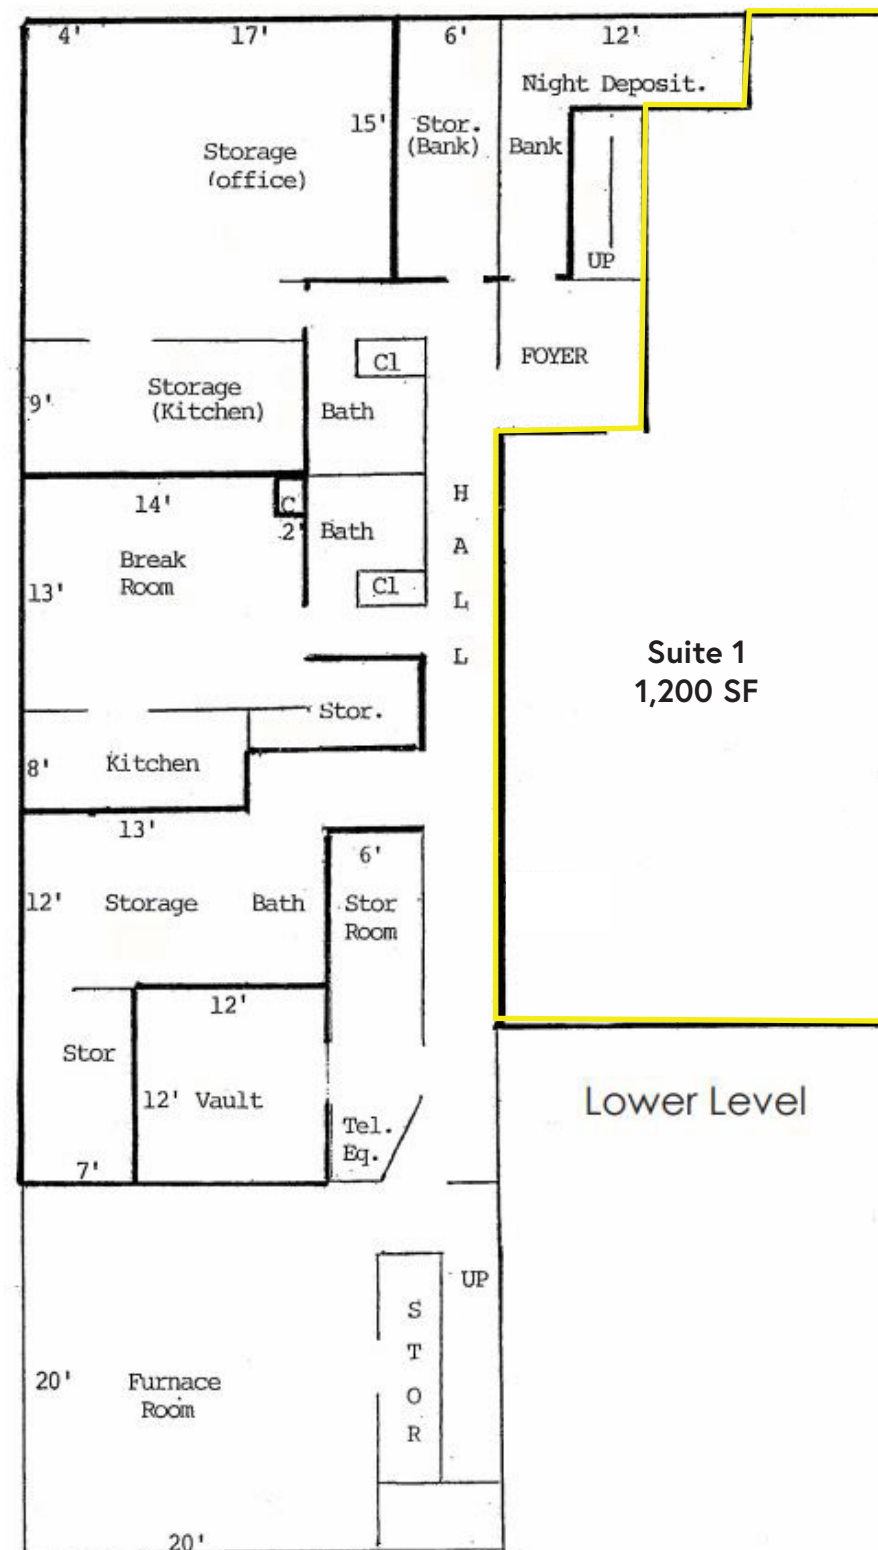 4' 17' 6' 12'
Night Deposit.
15' Stor.
(Bank) Bank
Storage
(office)
UP
FOYER
Cl
Storage
(Kitchen)
9'
Bath
14'
C
2'
Bath
H
A
L
L
Break
Room
13'
Cl
Suite 1
1,200 SF
Stor.
8' Kitchen
13'
6'
12' Storage Bath Stor
Room
12'
Stor
12' Vault
Lower Level
Tel.
Eq.
7'
UP
S
T
O
R
20' Furnace
Room
20'